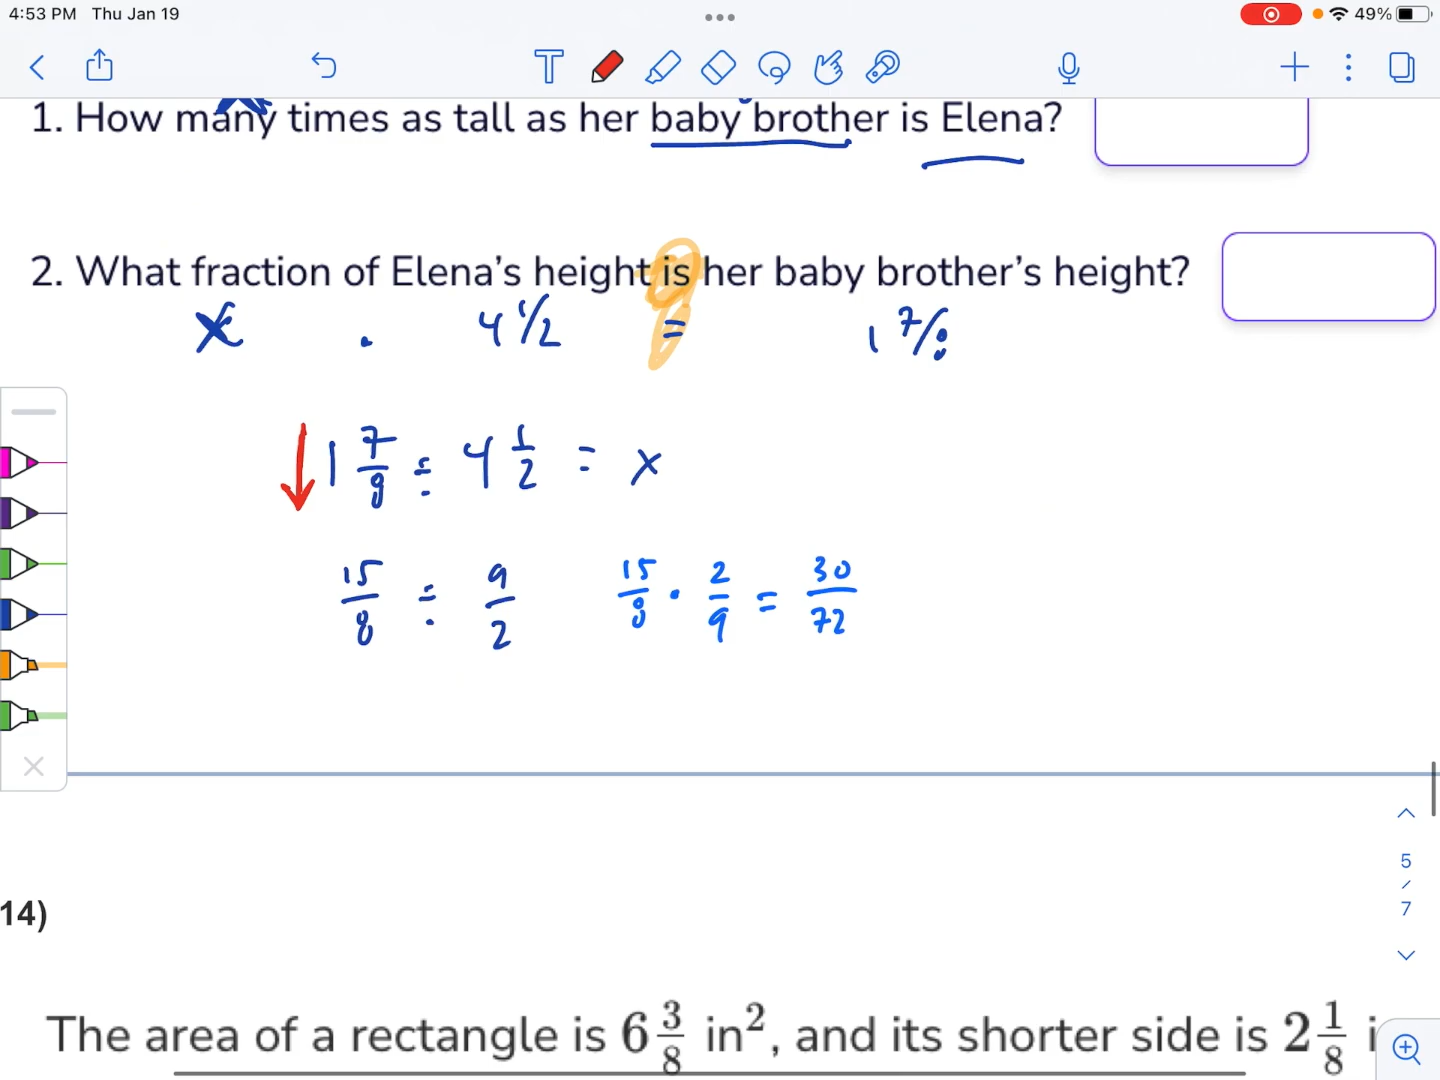 4:53 PM Thu Jan 19 49%
1. How many times as tall as her baby brother is Elena?
2. What fraction of Elena's height is her baby brother's height?
x · 4 1/2 = 1 7/8
1 7/8 ÷ 4 1/2 = x
15/8 ÷ 9/2 15/8 · 2/9 = 30/72
5
/
7
14)
The area of a rectangle is 6 3/8 in², and its shorter side is 2 1/8 i